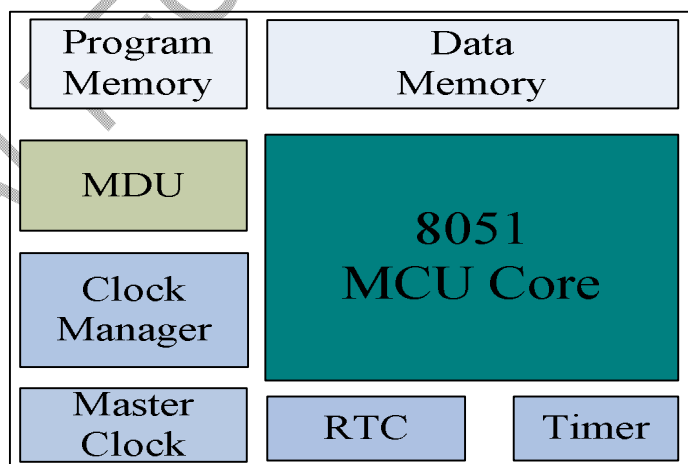 Program
Memory
Data
Memory
MDU
8051
MCU Core
Clock
Manager
Master
Clock
RTC
Timer